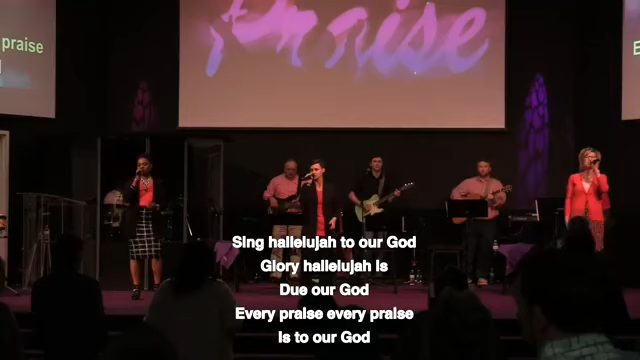 Praise
praise
Sing hallelujah to our God
Glory hallelujah is
Due our God
Every praise every praise
Is to our God